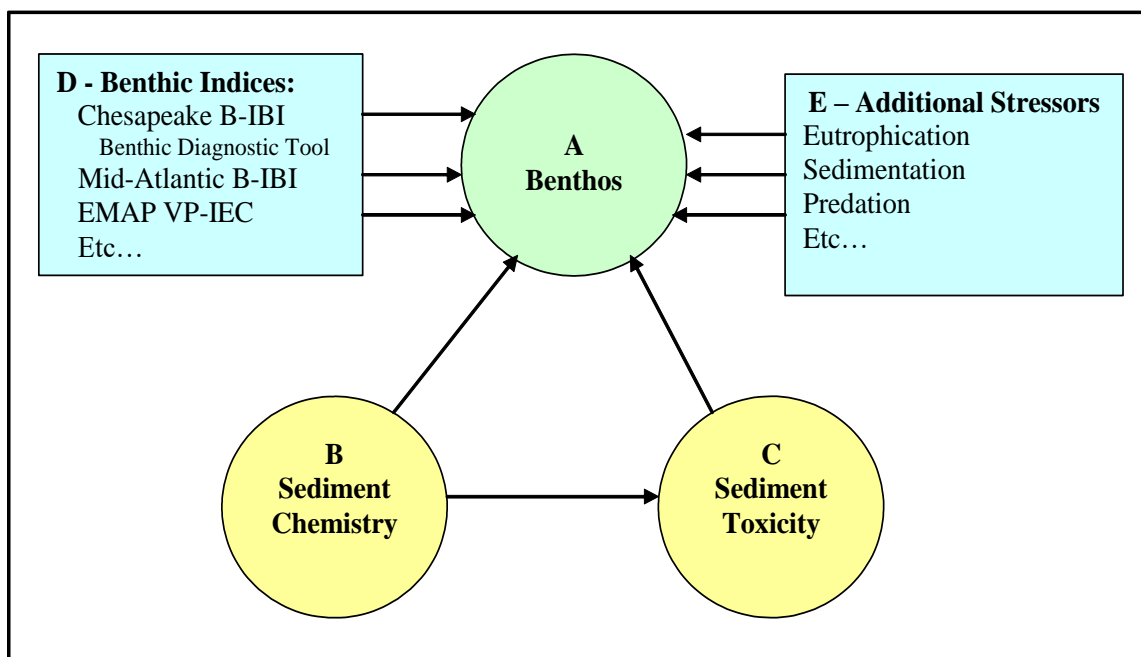 D - Benthic Indices:
Chesapeake B-IBI
Benthic Diagnostic Tool
Mid-Atlantic B-IBI
EMAP VP-IEC
Etc…
A
Benthos
E – Additional Stressors
Eutrophication
Sedimentation
Predation
Etc…
B
Sediment
Chemistry
C
Sediment
Toxicity